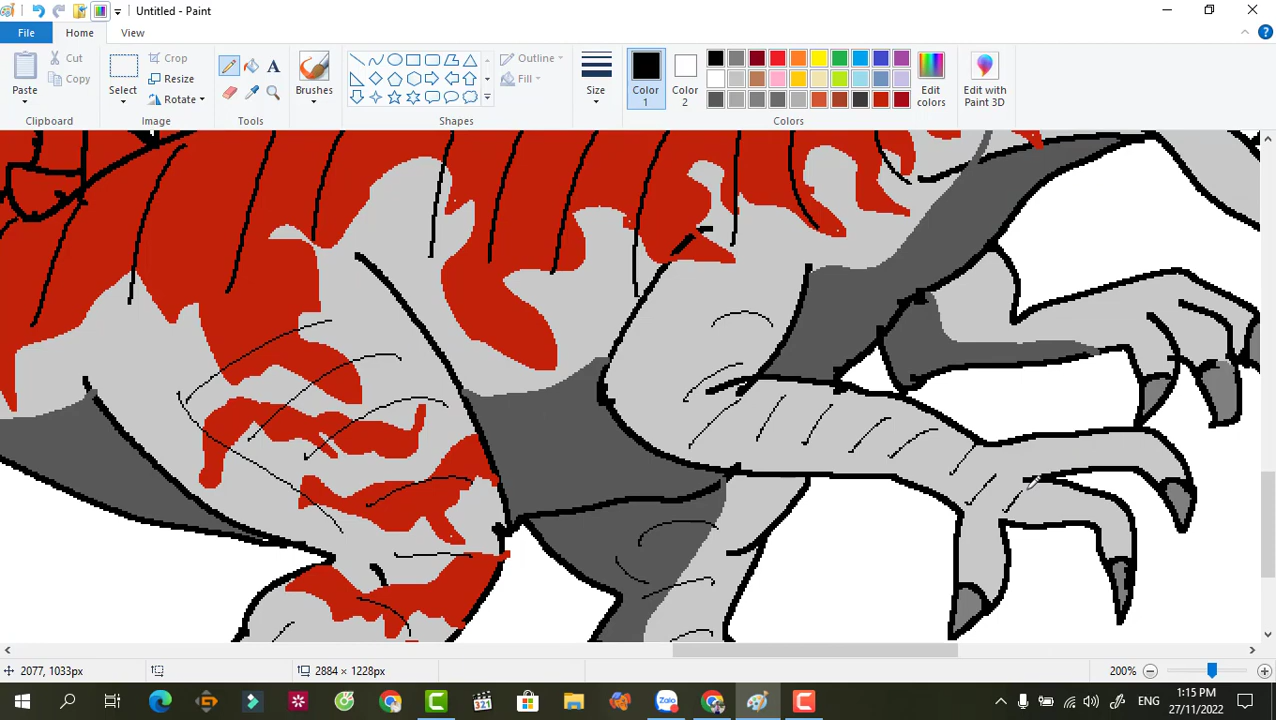 Untitled - Paint
File
Home
View
Paste
Cut
Copy
Clipboard
Select
Crop
Resize
Rotate
Image
A
Tools
Brushes
Outline
Fill
Shapes
Size
Color
1
Color
2
Edit
colors
Colors
Edit with
Paint 3D
2077, 1033px
2884 × 1228px
200%
321
Zalo
ENG
1:15 PM
27/11/2022